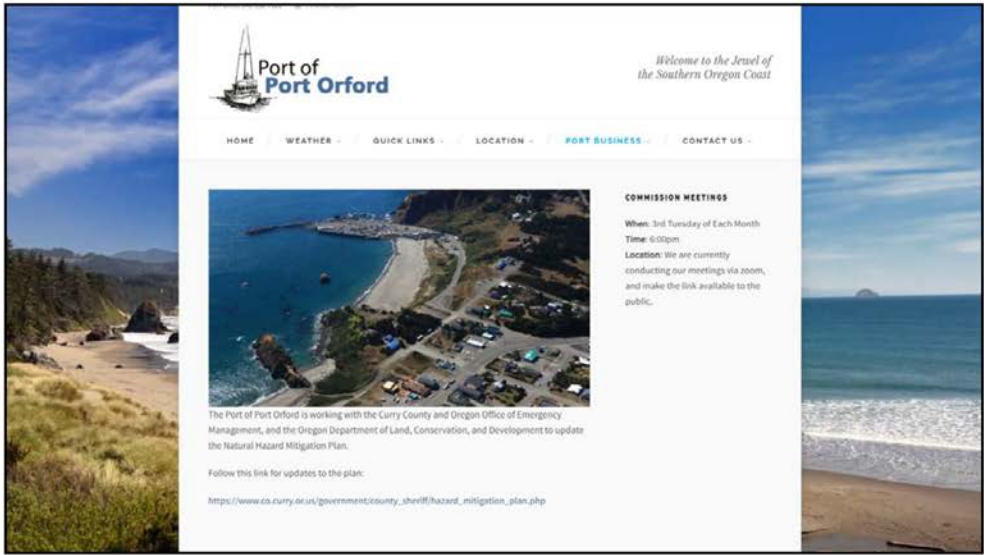 Port of
Port Orford
Welcome to the Jewel of
the Southern Oregon Coast
HOME / WEATHER / QUICK LINKS / LOCATION / PORT BUSINESS / CONTACT US
COMMISSION MEETINGS
When: 3rd Tuesday of Each Month
Time: 6:00pm
Location: We are currently
conducting our meetings via zoom,
and make the link available to the
public.
The Port of Port Orford is working with the Curry County and Oregon Office of Emergency
Management, and the Oregon Department of Land, Conservation, and Development to update
the Natural Hazard Mitigation Plan.
Follow this link for updates to the plan:
https://www.co.curry.or.us/government/county_sheriff/hazard_mitigation_plan.php